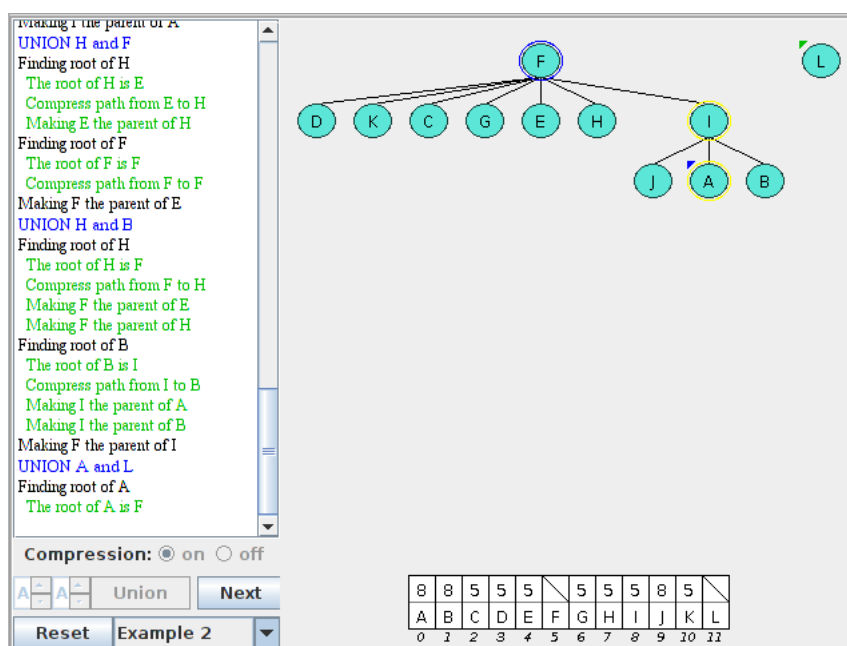 Making I the parent of A
UNION H and F
Finding root of H
The root of H is E
Compress path from E to H
Making E the parent of H
Finding root of F
The root of F is F
Compress path from F to F
Making F the parent of E
UNION H and B
Finding root of H
The root of H is F
Compress path from F to H
Making F the parent of E
Making F the parent of H
Finding root of B
The root of B is I
Compress path from I to B
Making I the parent of A
Making I the parent of B
Making F the parent of I
UNION A and L
Finding root of A
The root of A is F
Compression: on off
A A Union Next
Reset Example 2
F L
D K C G E H I
J A B
8 8 5 5 5 5 5 5 8 5
A B C D E F G H I J K L
0 1 2 3 4 5 6 7 8 9 10 11